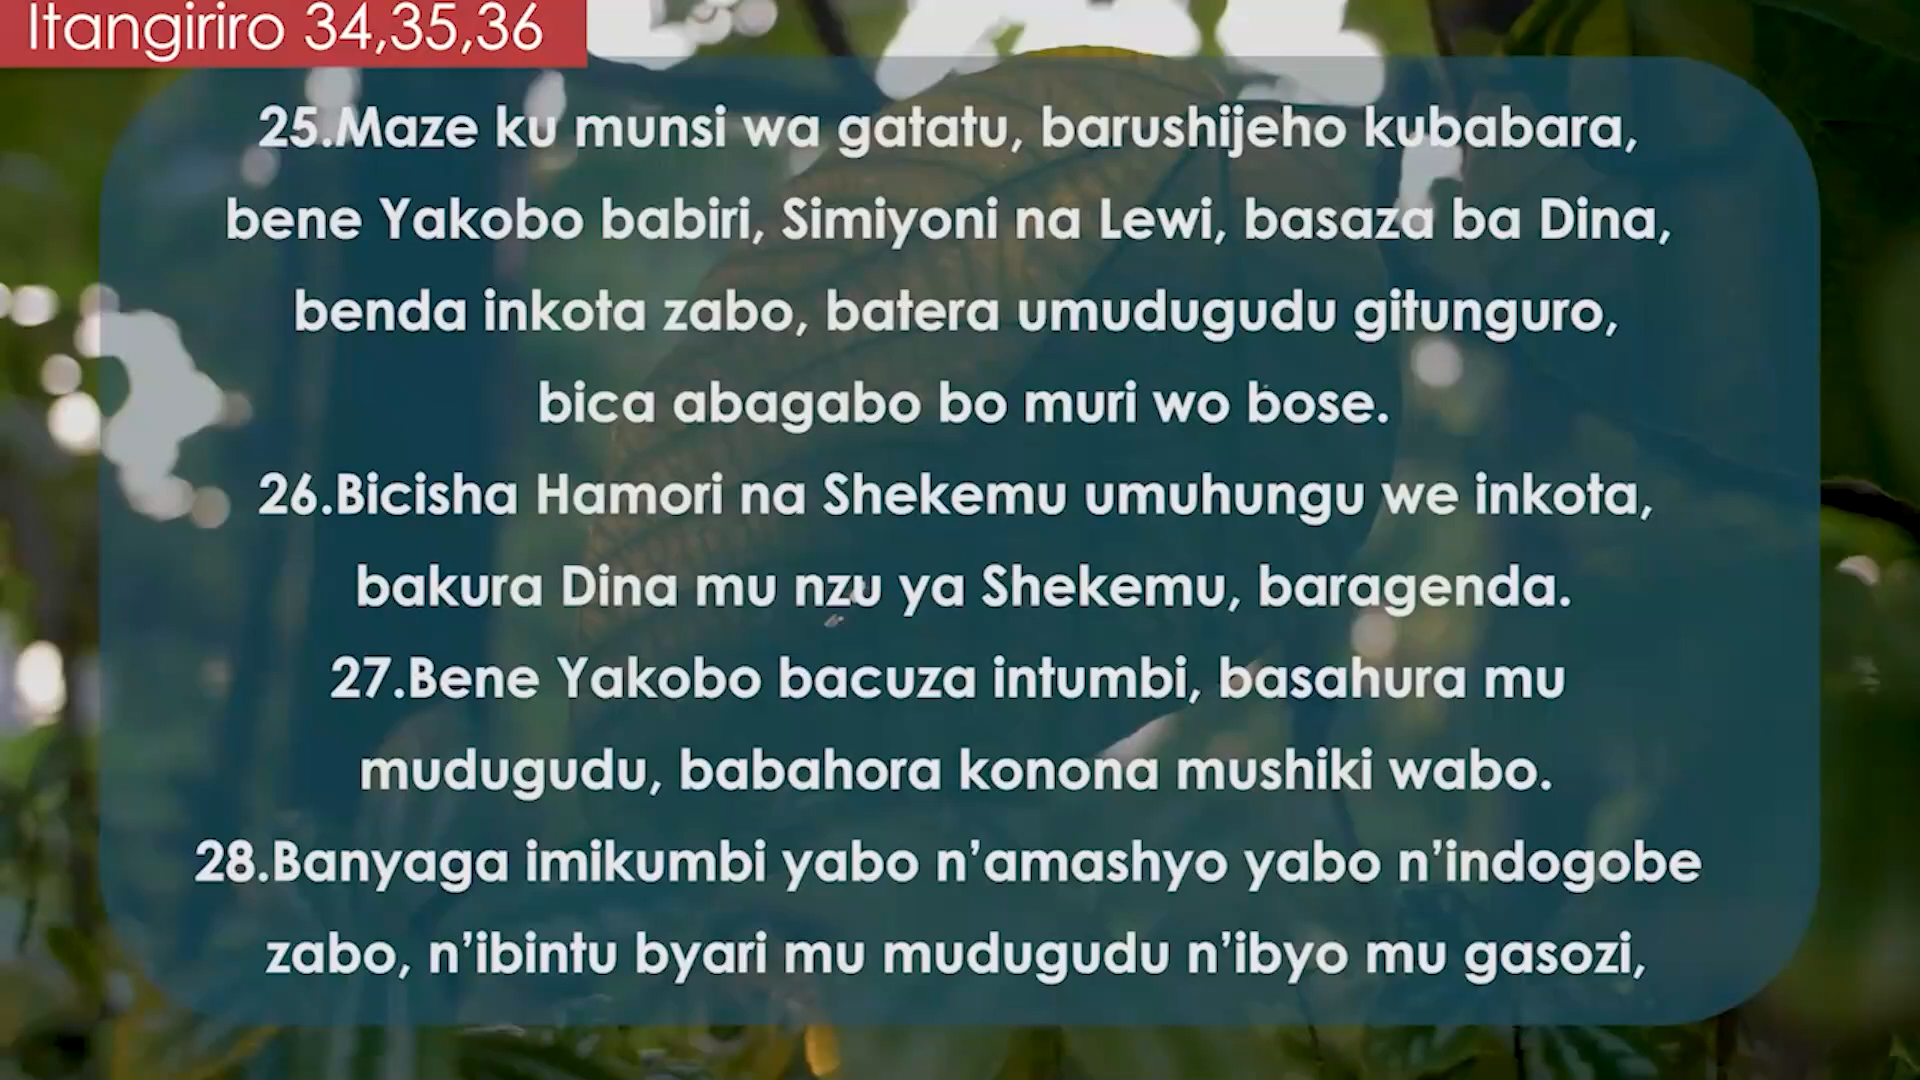 Itangiriro 34,35,36
25.Maze ku munsi wa gatatu, barushijeho kubabara,
bene Yakobo babiri, Simiyoni na Lewi, basaza ba Dina,
benda inkota zabo, batera umudugudu gitunguro,
bica abagabo bo muri wo bose.
26.Bicisha Hamori na Shekemu umuhungu we inkota,
bakura Dina mu nzu ya Shekemu, baragenda.
27.Bene Yakobo bacuza intumbi, basahura mu
mudugudu, babahora konona mushiki wabo.
28.Banyaga imikumbi yabo n’amashyo yabo n’indogobe
zabo, n’ibintu byari mu mudugudu n’ibyo mu gasozi,